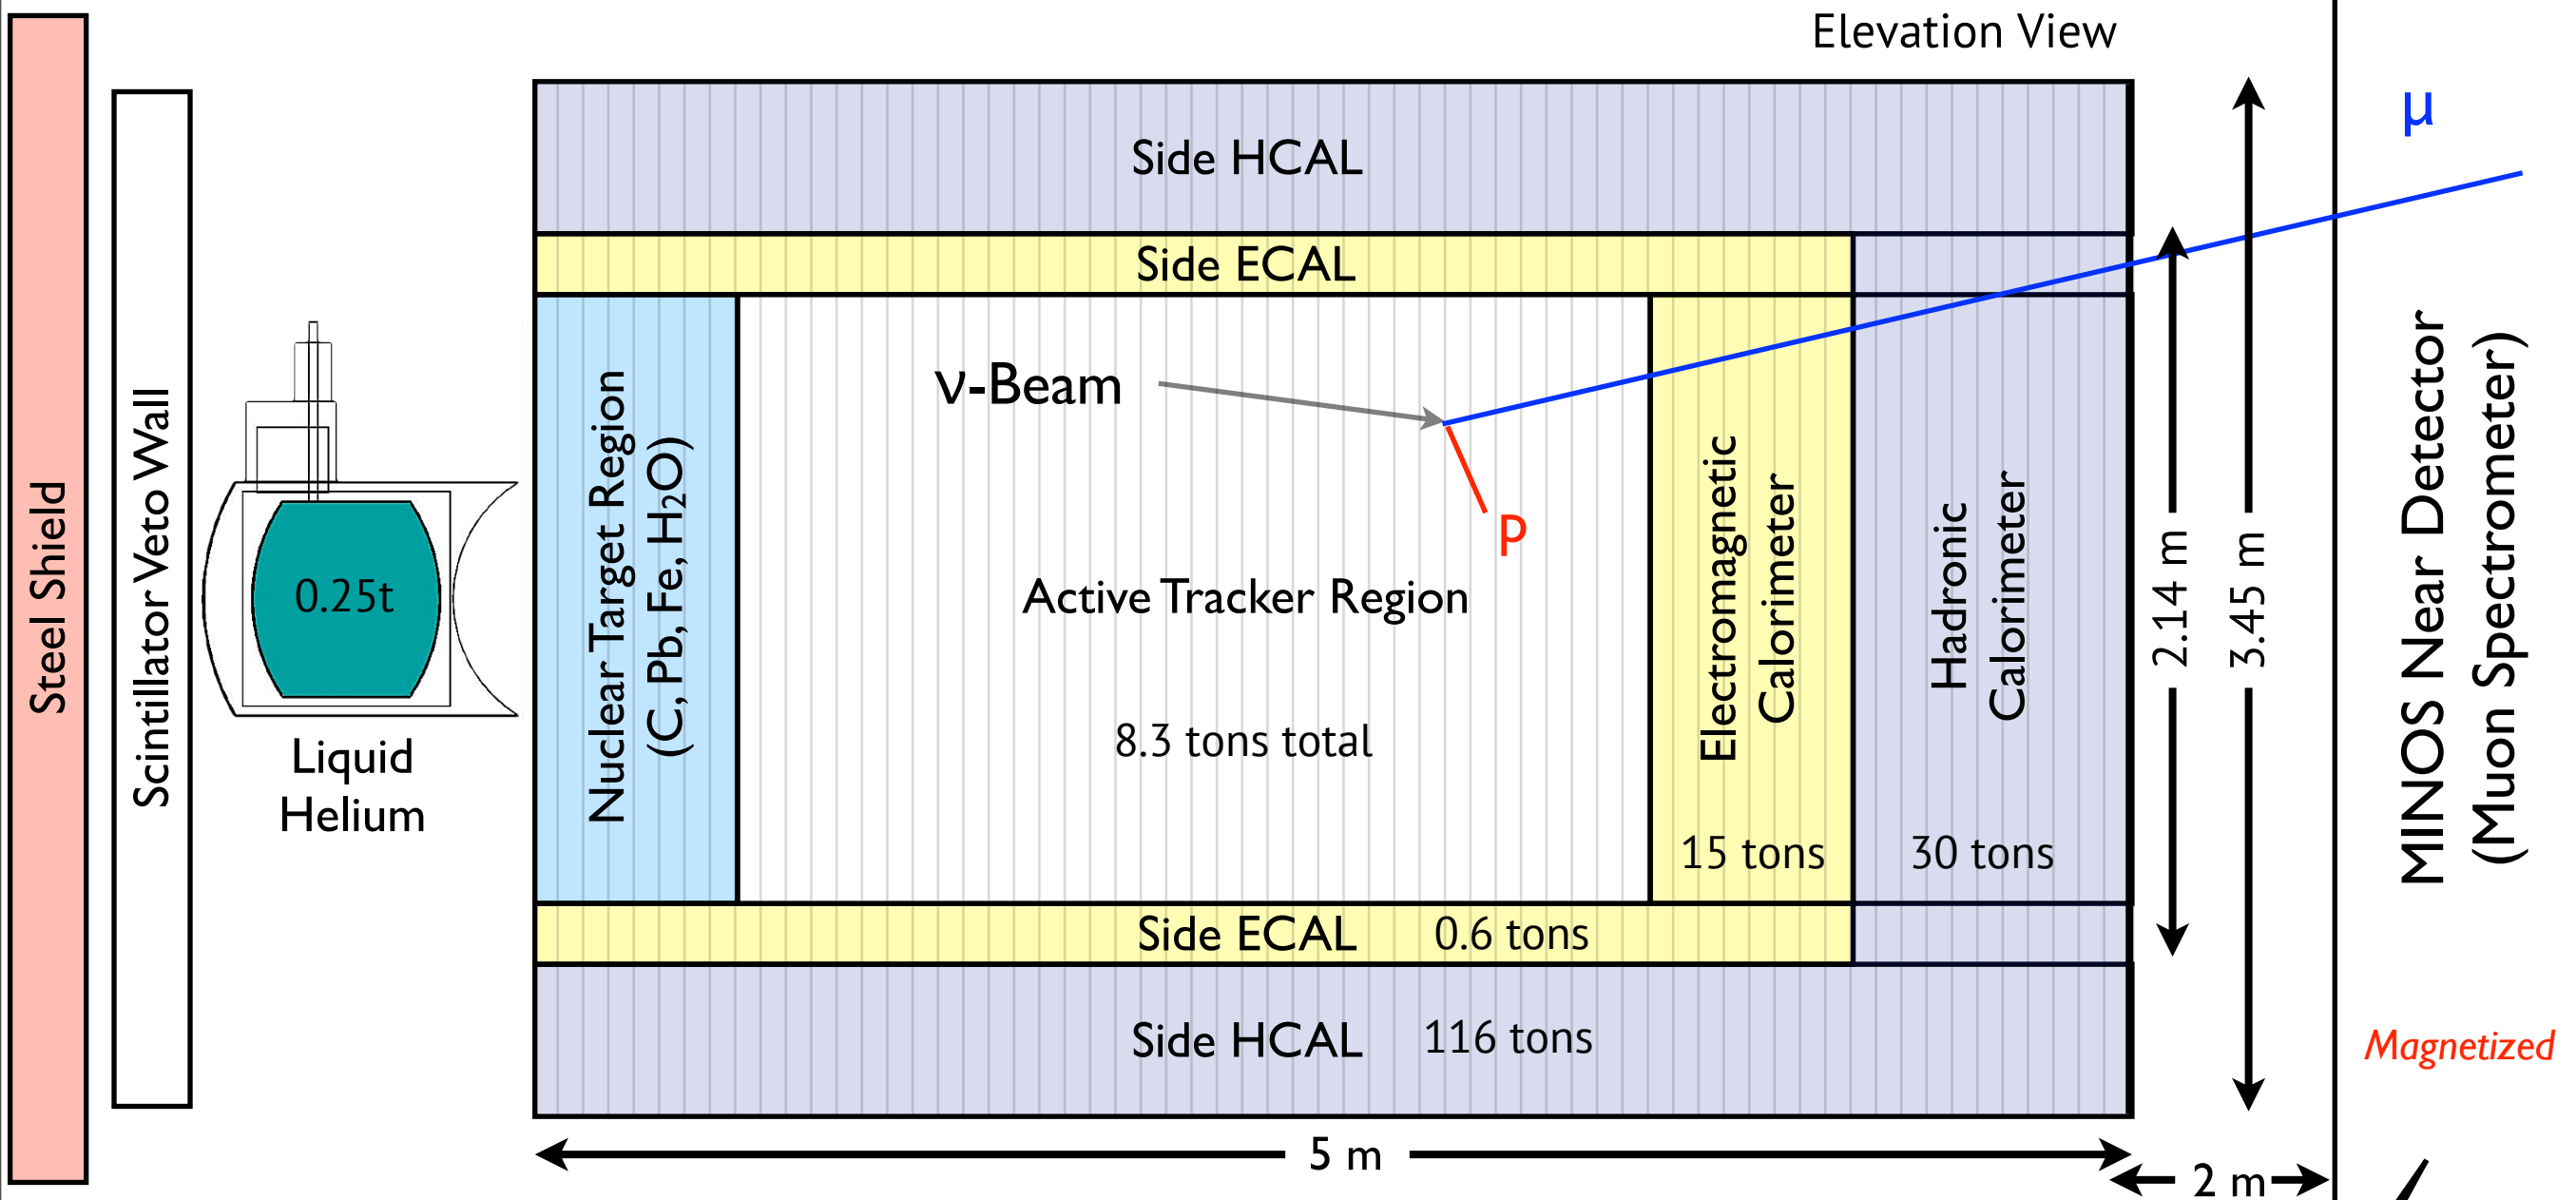 Elevation View
Steel Shield
Scintillator Veto Wall
0.25t
Liquid
Helium
Side HCAL
Side ECAL
Nuclear Target Region
(C, Pb, Fe, H₂O)
ν-Beam
p
μ
Active Tracker Region
8.3 tons total
Electromagnetic
Calorimeter
15 tons
Hadronic
Calorimeter
30 tons
Side ECAL 0.6 tons
Side HCAL 116 tons
5 m
2 m
2.14 m
3.45 m
MINOS Near Detector
(Muon Spectrometer)
Magnetized